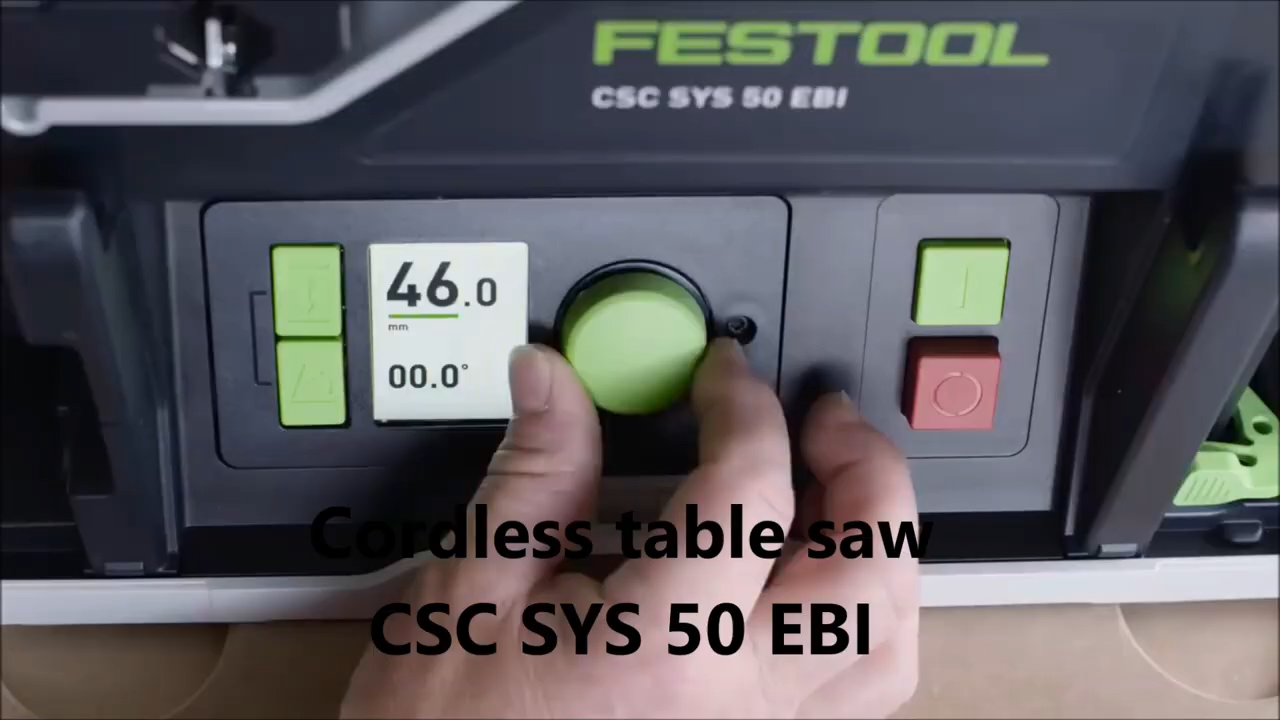 FESTOOL
CSC SYS 50 EBI
46.0
mm
00.0°
Cordless table saw
CSC SYS 50 EBI